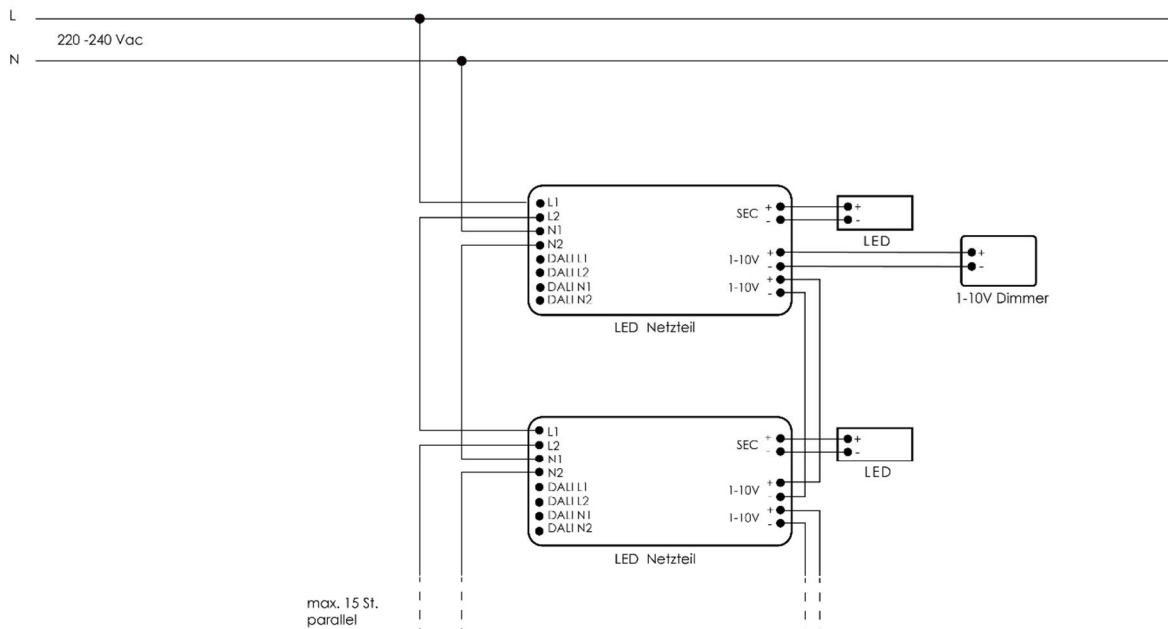 L
220 -240 Vac
N
L1
L2
N1
N2
DALI L1
DALI L2
DALI N1
DALI N2
SEC + -
1-10V + -
1-10V + -
+
-
LED
+
-
1-10V Dimmer
LED Netzteil
L1
L2
N1
N2
DALI L1
DALI L2
DALI N1
DALI N2
SEC + -
1-10V + -
1-10V + -
+
-
LED
LED Netzteil
max. 15 St.
parallel